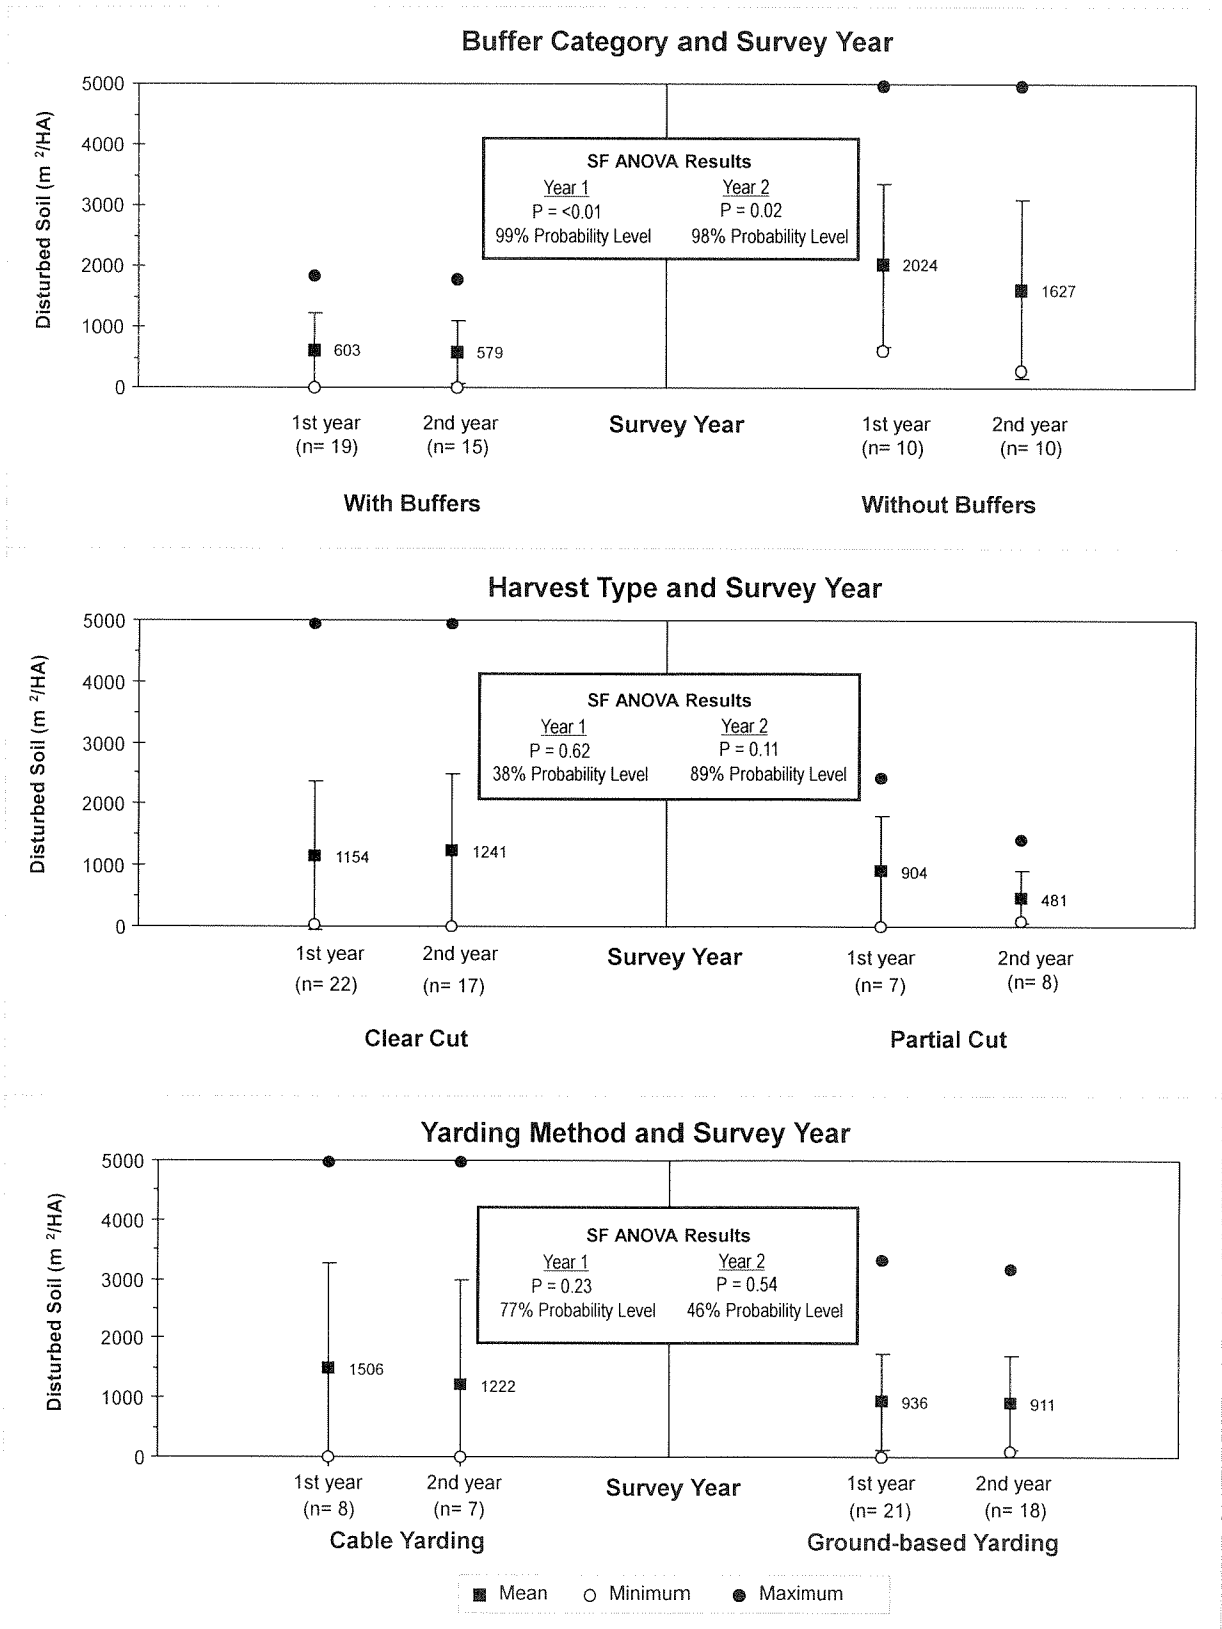 Buffer Category and Survey Year
Disturbed Soil (m ²/HA)
5000
4000
3000
2000
1000
0
SF ANOVA Results
Year 1 Year 2
P = <0.01 P = 0.02
99% Probability Level 98% Probability Level
603
579
2024
1627
1st year 2nd year Survey Year 1st year 2nd year
(n= 19) (n= 15) (n= 10) (n= 10)
With Buffers Without Buffers
Harvest Type and Survey Year
Disturbed Soil (m ²/HA)
5000
4000
3000
2000
1000
0
SF ANOVA Results
Year 1 Year 2
P = 0.62 P = 0.11
38% Probability Level 89% Probability Level
1154
1241
904
481
1st year 2nd year Survey Year 1st year 2nd year
(n= 22) (n= 17) (n= 7) (n= 8)
Clear Cut Partial Cut
Yarding Method and Survey Year
Disturbed Soil (m ²/HA)
5000
4000
3000
2000
1000
0
SF ANOVA Results
Year 1 Year 2
P = 0.23 P = 0.54
77% Probability Level 46% Probability Level
1506
1222
936
911
1st year 2nd year Survey Year 1st year 2nd year
(n= 8) (n= 7) (n= 21) (n= 18)
Cable Yarding Ground-based Yarding
Mean Minimum Maximum